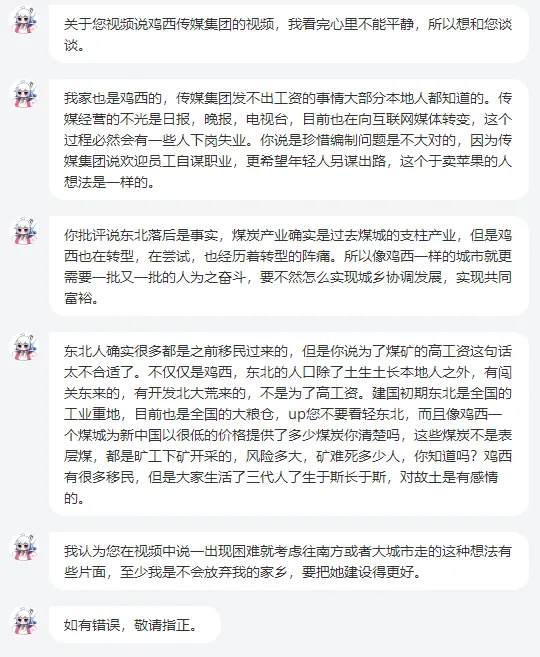 关于您视频说鸡西传媒集团的视频，我看完心里不能平静，所以想和您谈
谈。
我家也是鸡西的，传媒集团发不出工资的事情大部分本地人都知道的。传
媒经营的不光是日报，晚报，电视台，目前也在向互联网媒体转变，这个
过程必然会有一些人下岗失业。你说是珍惜编制问题是不大对的，因为传
媒集团说欢迎员工自谋职业，更希望年轻人另谋出路，这个于卖苹果的人
想法是一样的。
你批评说东北落后是事实，煤炭产业确实是过去煤城的支柱产业，但是鸡
西也在转型，在尝试，也经历着转型的阵痛。所以像鸡西一样的城市就更
需要一批又一批的人为之奋斗，要不然怎么实现城乡协调发展，实现共同
富裕。
东北人确实很多都是之前移民过来的，但是你说为了煤矿的高工资这句话
太不合适了。不仅仅是鸡西，东北的人口除了土生土长本地人之外，有闯
关东来的，有开发北大荒来的，不是为了高工资。建国初期东北是全国的
工业重地，目前也是全国的大粮仓，up您不要看轻东北，而且像鸡西一
个煤城为新中国以很低的价格提供了多少煤炭你清楚吗，这些煤炭不是表
层煤，都是旷工下矿开采的，风险多大，矿难死多少人，你知道吗？鸡西
有很多移民，但是大家生活了三代人了生于斯长于斯，对故土是有感情
的。
我认为您在视频中说一出现困难就考虑往南方或者大城市走的这种想法有
些片面，至少我是不会放弃我的家乡，要把她建设得更好。
如有错误，敬请指正。